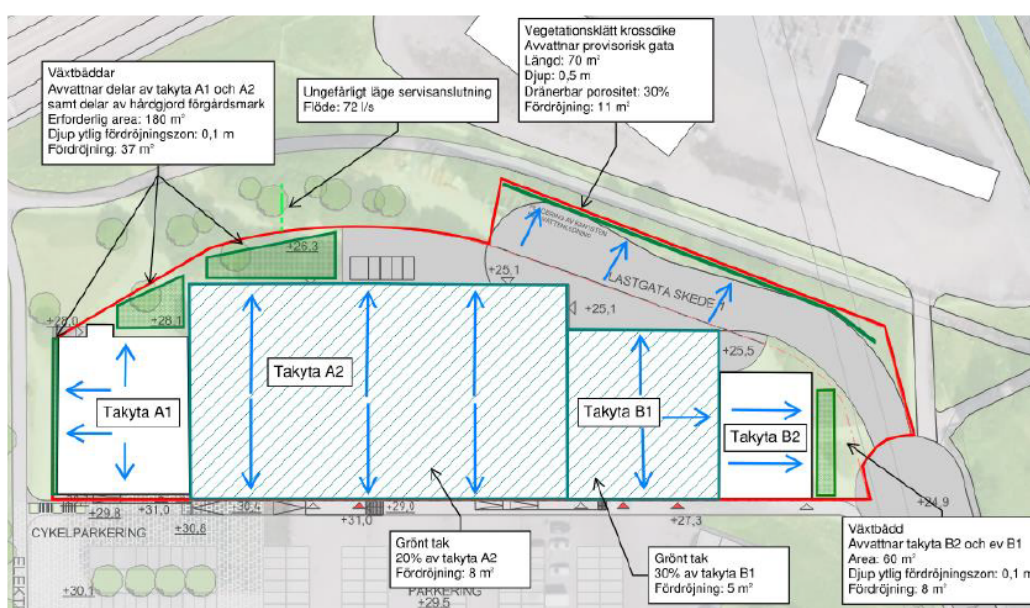 Växtbäddar
Avvattnar delar av takyta A1 och A2
samt delar av hårdgjord förgårdsmark
Erforderlig area: 180 m²
Djup ytlig fördröjningszon: 0,1 m
Fördröjning: 37 m²
Ungefärligt läge servisanslutning
Flöde: 72 l/s
Vegetationsklätt krossdike
Avvattnar provisorisk gata
Längd: 70 m
Djup: 0,5 m
Dränerbar porositet: 30%
Fördröjning: 11 m²
+26,3
+25,1
LASTGATA SKEDE 1
+28,0
+28,1
+25,1
+25,5
Takyta A1
Takyta A2
Takyta B1
Takyta B2
+29,8
+31,0
+30,4
+29,0
+30,8
+31,0
+27,3
+24,9
CYKELPARKERING
ELEKT
+30,1
PARKERING
+29,5
Grönt tak
20% av takyta A2
Fördröjning: 8 m²
Grönt tak
30% av takyta B1
Fördröjning: 5 m²
Växtbädd
Avvattnar takyta B2 och ev B1
Area: 60 m²
Djup ytlig fördröjningszon: 0,1 m
Fördröjning: 8 m²